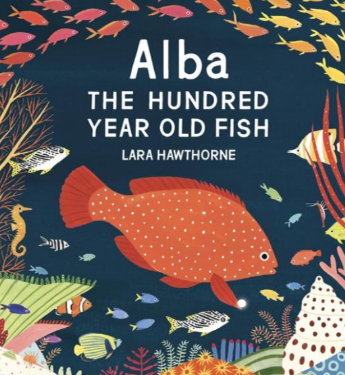 Alba
THE HUNDRED
YEAR OLD FISH
LARA HAWTHORNE